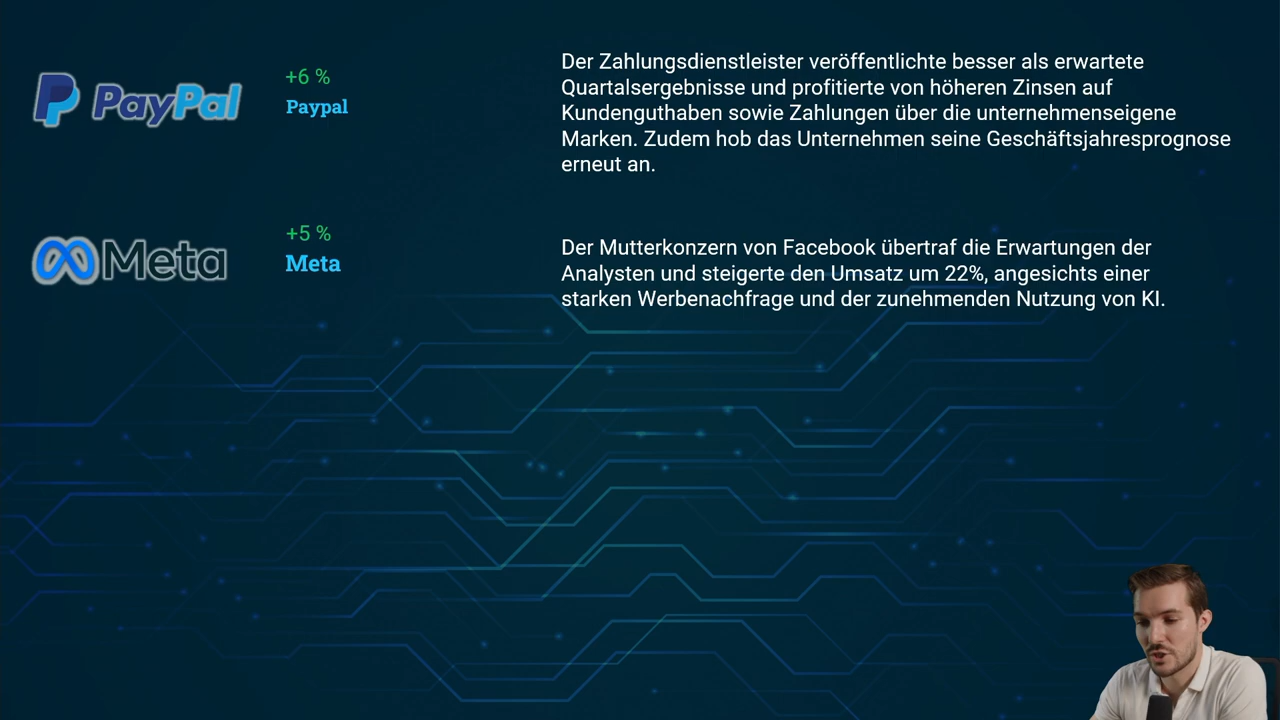 PayPal
+6 %
Paypal
Der Zahlungsdienstleister veröffentlichte besser als erwartete
Quartalsergebnisse und profitierte von höheren Zinsen auf
Kundenguthaben sowie Zahlungen über die unternehmenseigene
Marken. Zudem hob das Unternehmen seine Geschäftsjahresprognose
erneut an.
Meta
+5 %
Meta
Der Mutterkonzern von Facebook übertraf die Erwartungen der
Analysten und steigerte den Umsatz um 22%, angesichts einer
starken Werbenachfrage und der zunehmenden Nutzung von KI.